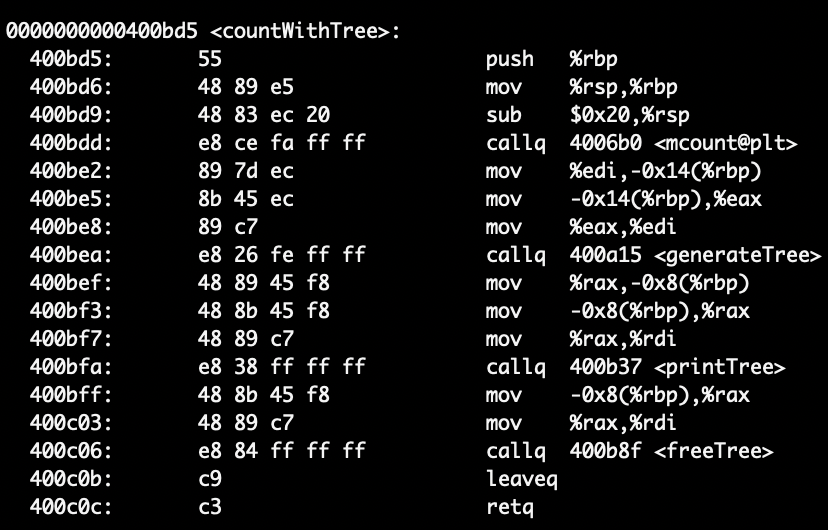 0000000000400bd5 <countWithTree>:
400bd5: 55 push %rbp
400bd6: 48 89 e5 mov %rsp,%rbp
400bd9: 48 83 ec 20 sub $0x20,%rsp
400bdd: e8 ce fa ff ff callq 4006b0 <mcount@plt>
400be2: 89 7d ec mov %edi,-0x14(%rbp)
400be5: 8b 45 ec mov -0x14(%rbp),%eax
400be8: 89 c7 mov %eax,%edi
400bea: e8 26 fe ff ff callq 400a15 <generateTree>
400bef: 48 89 45 f8 mov %rax,-0x8(%rbp)
400bf3: 48 8b 45 f8 mov -0x8(%rbp),%rax
400bf7: 48 89 c7 mov %rax,%rdi
400bfa: e8 38 ff ff ff callq 400b37 <printTree>
400bff: 48 8b 45 f8 mov -0x8(%rbp),%rax
400c03: 48 89 c7 mov %rax,%rdi
400c06: e8 84 ff ff ff callq 400b8f <freeTree>
400c0b: c9 leaveq
400c0c: c3 retq